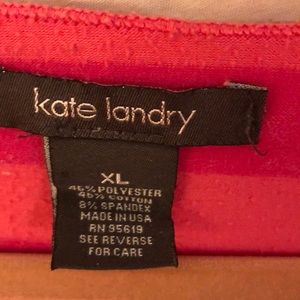 kate landry
XL
46% POLYESTER
46% COTTON
8% SPANDEX
MADE IN USA
RN 95619
SEE REVERSE
FOR CARE